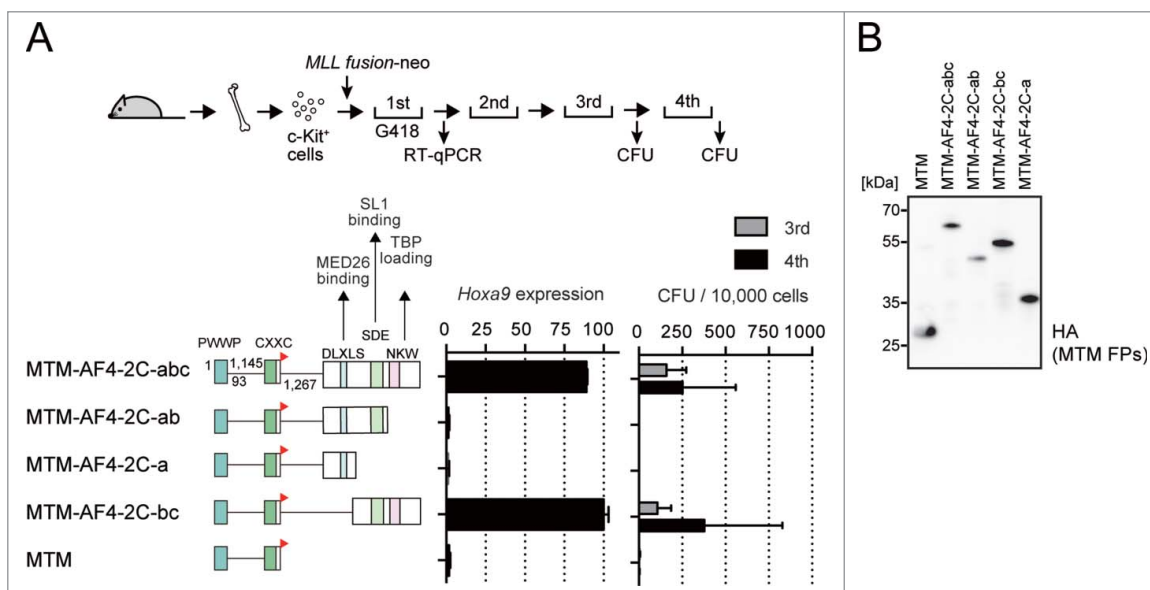 A
MLL fusion-neo
1st
2nd
3rd
4th
c-Kit+
cells
G418
RT-qPCR
CFU
CFU
SL1
binding
TBP
loading
MED26
binding
3rd
4th
Hoxa9 expression
CFU / 10,000 cells
0 25 50 75 100
0 250 500 750 1000
PWWP
CXXC
DLXLS
SDE
NKW
1
1,145
93
1,267
MTM-AF4-2C-abc
MTM-AF4-2C-ab
MTM-AF4-2C-a
MTM-AF4-2C-bc
MTM
B
MTM
MTM-AF4-2C-abc
MTM-AF4-2C-ab
MTM-AF4-2C-bc
MTM-AF4-2C-a
[kDa]
70
55
35
25
HA
(MTM FPs)